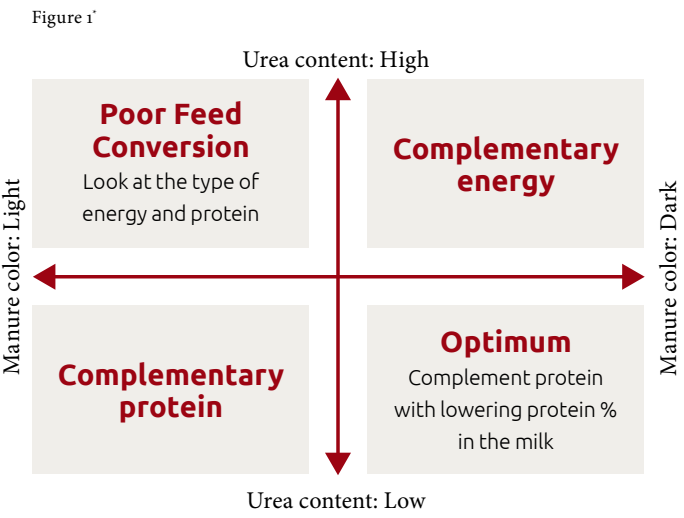 Figure 1*
Urea content: High
Poor Feed
Conversion
Look at the type of
energy and protein
Complementary
energy
Manure color: Light
Manure color: Dark
Complementary
protein
Optimum
Complement protein
with lowering protein %
in the milk
Urea content: Low